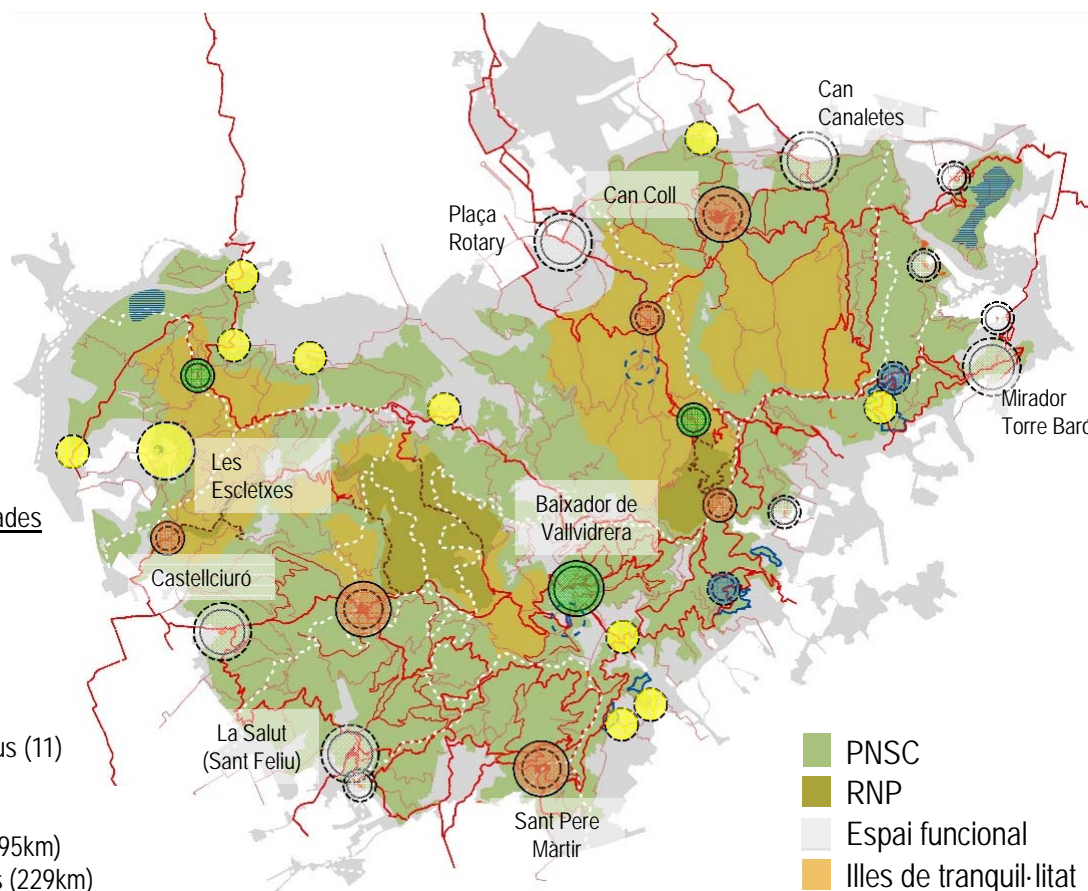 Can
Canaletes
Can Coll
Plaça
Rotary
Mirador
Torre Baró
Les
Escletxes
ades
Baixador de
Vallvidrera
Castellciuró
La Salut
(Sant Feliu)
us (11)
Sant Pere
Màrtir
95km)
s (229km)
PNSC
RNP
Espai funcional
Illes de tranquil·litat